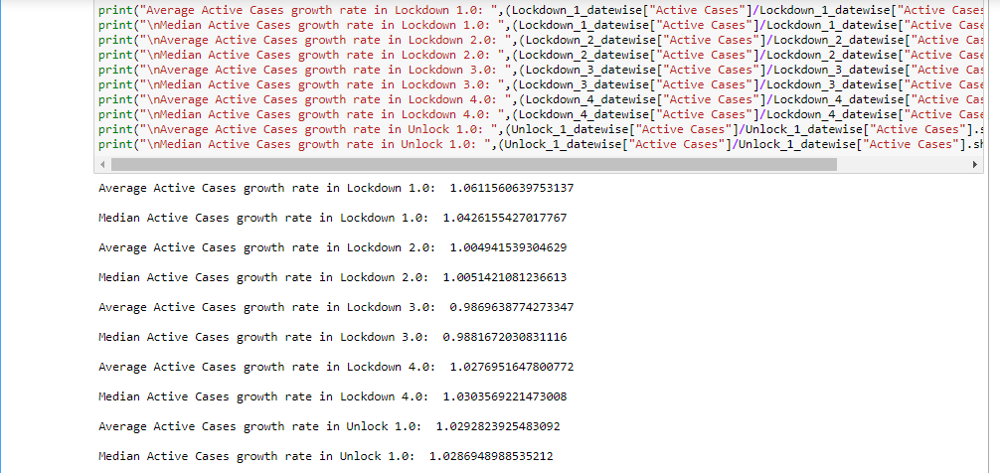 print("Average Active Cases growth rate in Lockdown 1.0: ",(Lockdown_1_datewise["Active Cases"]/Lockdown_1_datewise["Active Cases
print("\nMedian Active Cases growth rate in Lockdown 1.0: ",(Lockdown_1_datewise["Active Cases"]/Lockdown_1_datewise["Active Case
print("\nAverage Active Cases growth rate in Lockdown 2.0: ",(Lockdown_2_datewise["Active Cases"]/Lockdown_2_datewise["Active Cas
print("\nMedian Active Cases growth rate in Lockdown 2.0: ",(Lockdown_2_datewise["Active Cases"]/Lockdown_2_datewise["Active Case
print("\nAverage Active Cases growth rate in Lockdown 3.0: ",(Lockdown_3_datewise["Active Cases"]/Lockdown_3_datewise["Active Cas
print("\nMedian Active Cases growth rate in Lockdown 3.0: ",(Lockdown_3_datewise["Active Cases"]/Lockdown_3_datewise["Active Case
print("\nAverage Active Cases growth rate in Lockdown 4.0: ",(Lockdown_4_datewise["Active Cases"]/Lockdown_4_datewise["Active Cas
print("\nMedian Active Cases growth rate in Lockdown 4.0: ",(Lockdown_4_datewise["Active Cases"]/Lockdown_4_datewise["Active Case
print("\nAverage Active Cases growth rate in Unlock 1.0: ",(Unlock_1_datewise["Active Cases"]/Unlock_1_datewise["Active Cases"].s
print("\nMedian Active Cases growth rate in Unlock 1.0: ",(Unlock_1_datewise["Active Cases"]/Unlock_1_datewise["Active Cases"].sh
Average Active Cases growth rate in Lockdown 1.0:  1.0611560639753137
Median Active Cases growth rate in Lockdown 1.0:  1.0426155427017767
Average Active Cases growth rate in Lockdown 2.0:  1.004941539304629
Median Active Cases growth rate in Lockdown 2.0:  1.0051421081236613
Average Active Cases growth rate in Lockdown 3.0:  0.9869638774273347
Median Active Cases growth rate in Lockdown 3.0:  0.9881672030831116
Average Active Cases growth rate in Lockdown 4.0:  1.0276951647800772
Median Active Cases growth rate in Lockdown 4.0:  1.0303569221473008
Average Active Cases growth rate in Unlock 1.0:  1.0292823925483092
Median Active Cases growth rate in Unlock 1.0:  1.0286948988535212